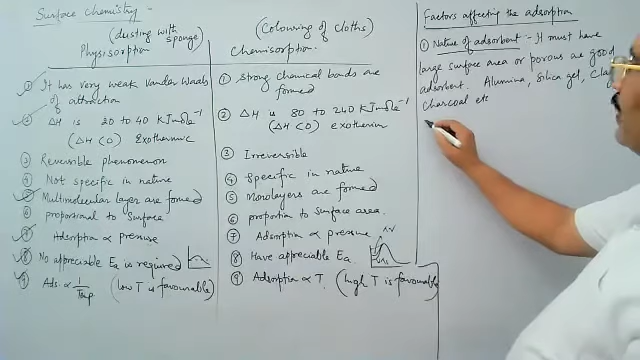 Surface chemistry -
(dusting with sponge)
Physisorption
① It has very weak Vander Waals
of attraction
② ΔH is 20 to 40 KJmole⁻¹
(ΔH < 0) Exothermic
③ Reversible phenomenon
④ Not specific in nature
⑤ Multimolecular layer are formed
⑥ proposional to Surface
⑦ Adsorption ∝ pressure
⑧ No appreciable Ea is required
⑨ Ads. ∝ 1/Temp (low T is favourable)
(Colouring of cloths)
Chemisorption.
① Strong chemical bonds are
formed
② ΔH is 80 to 240 KJmole⁻¹
(ΔH < 0) exotherm
③ Irreversible
④ Specific in nature
⑤ Monolayers are formed
⑥ proportion to Surface area.
⑦ Adsorption ∝ pressure
⑧ Have appreciable Ea.
⑨ Adsorption ∝ T. (high T is favourable)
Factors affecting the adsorption
① Nature of adsorbent - It must have
large surface area or porous are good
adsorbent. Alumina, Silica gel, Clay
charcoal etc